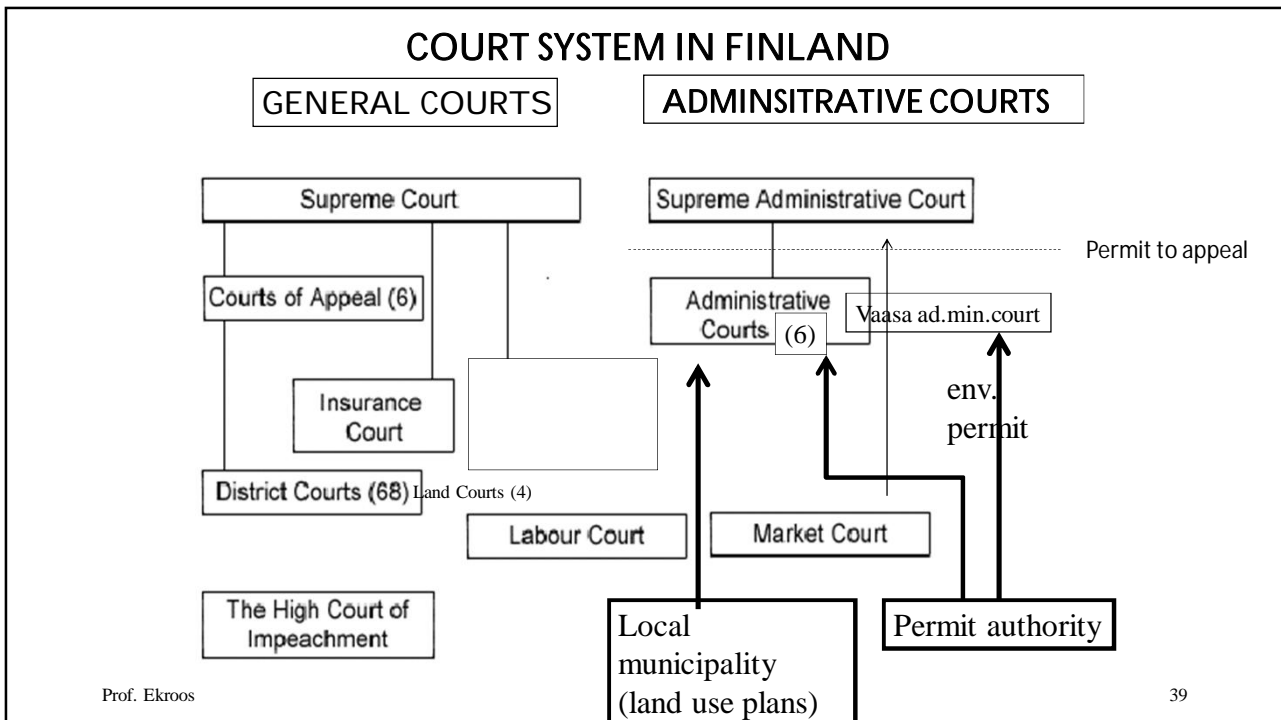 COURT SYSTEM IN FINLAND
GENERAL COURTS
ADMINSITRATIVE COURTS
Supreme Court
Supreme Administrative Court
Permit to appeal
Courts of Appeal (6)
Administrative
Courts
(6)
Vaasa ad.min.court
Insurance
Court
env.
permit
District Courts (68)
Land Courts (4)
Labour Court
Market Court
The High Court of
Impeachment
Local
municipality
(land use plans)
Permit authority
Prof. Ekroos
39